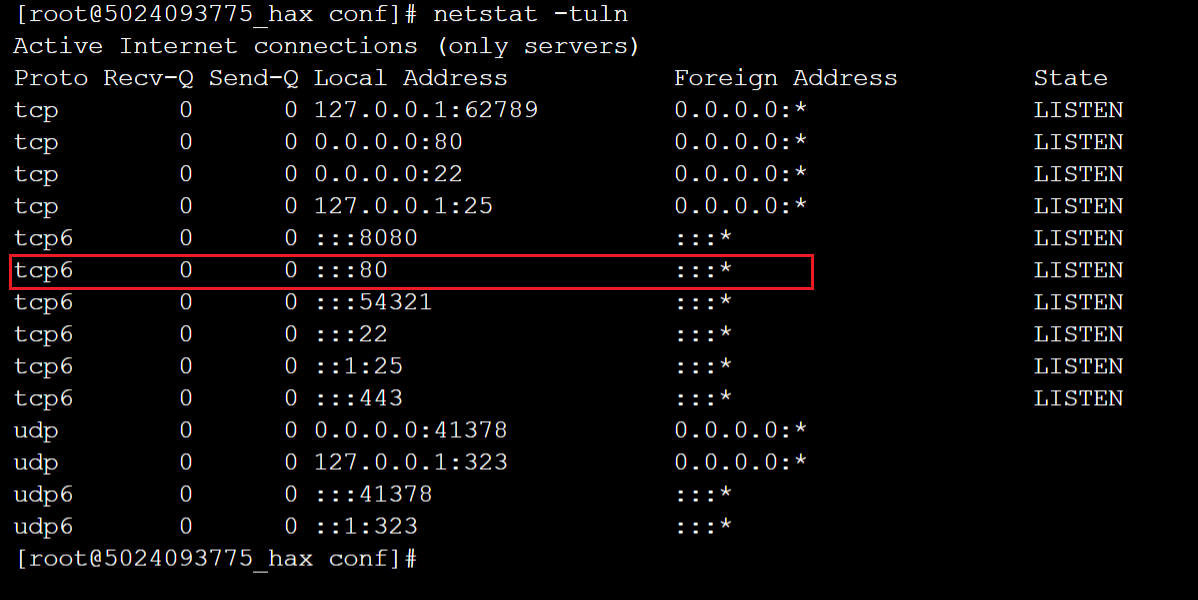 [root@5024093775_hax conf]# netstat -tuln
Active Internet connections (only servers)
Proto Recv-Q Send-Q Local Address           Foreign Address         State
tcp        0      0 127.0.0.1:62789         0.0.0.0:*               LISTEN
tcp        0      0 0.0.0.0:80              0.0.0.0:*               LISTEN
tcp        0      0 0.0.0.0:22              0.0.0.0:*               LISTEN
tcp        0      0 127.0.0.1:25            0.0.0.0:*               LISTEN
tcp6       0      0 :::8080                 :::*                    LISTEN
tcp6       0      0 :::80                   :::*                    LISTEN
tcp6       0      0 :::54321                :::*                    LISTEN
tcp6       0      0 :::22                   :::*                    LISTEN
tcp6       0      0 ::1:25                  :::*                    LISTEN
tcp6       0      0 :::443                  :::*                    LISTEN
udp        0      0 0.0.0.0:41378           0.0.0.0:*
udp        0      0 127.0.0.1:323           0.0.0.0:*
udp6       0      0 :::41378                :::*
udp6       0      0 ::1:323                 :::*
[root@5024093775_hax conf]#